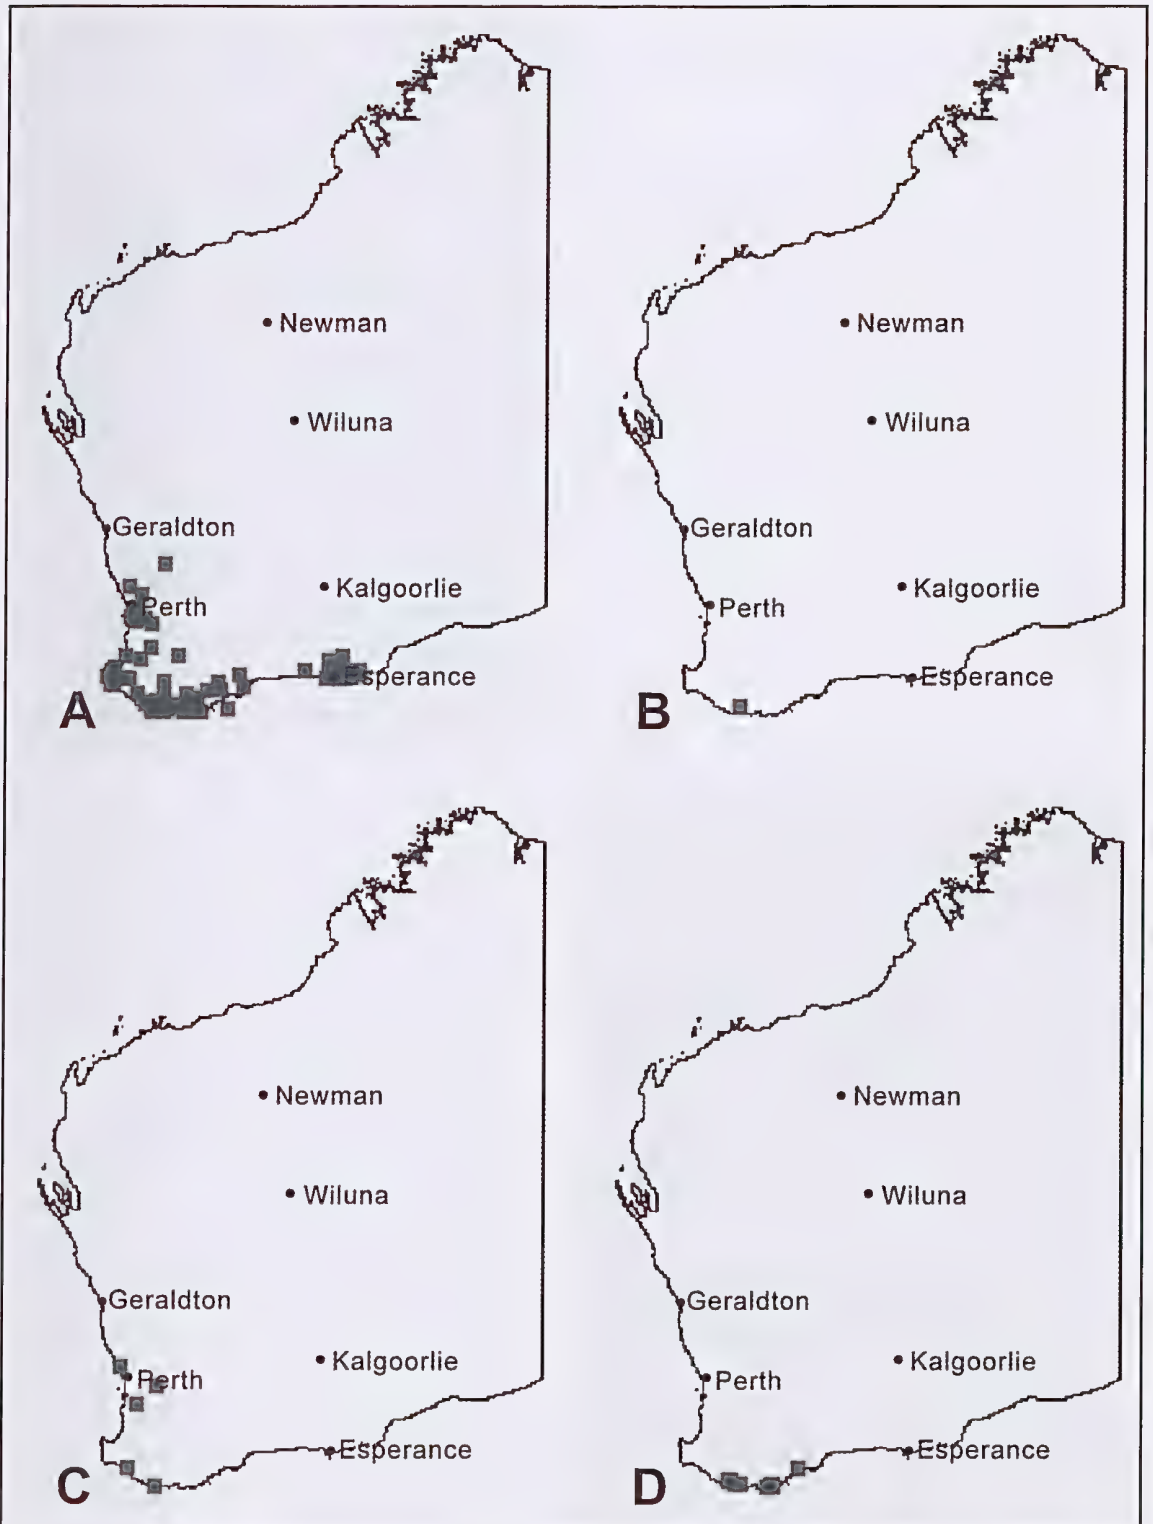 Newman
Wiluna
Geraldton
Kalgoorlie
Perth
Esperance
A
Newman
Wiluna
Geraldton
Kalgoorlie
Perth
Esperance
B
Newman
Wiluna
Geraldton
Kalgoorlie
Perth
Esperance
C
Newman
Wiluna
Geraldton
Kalgoorlie
Perth
Esperance
D